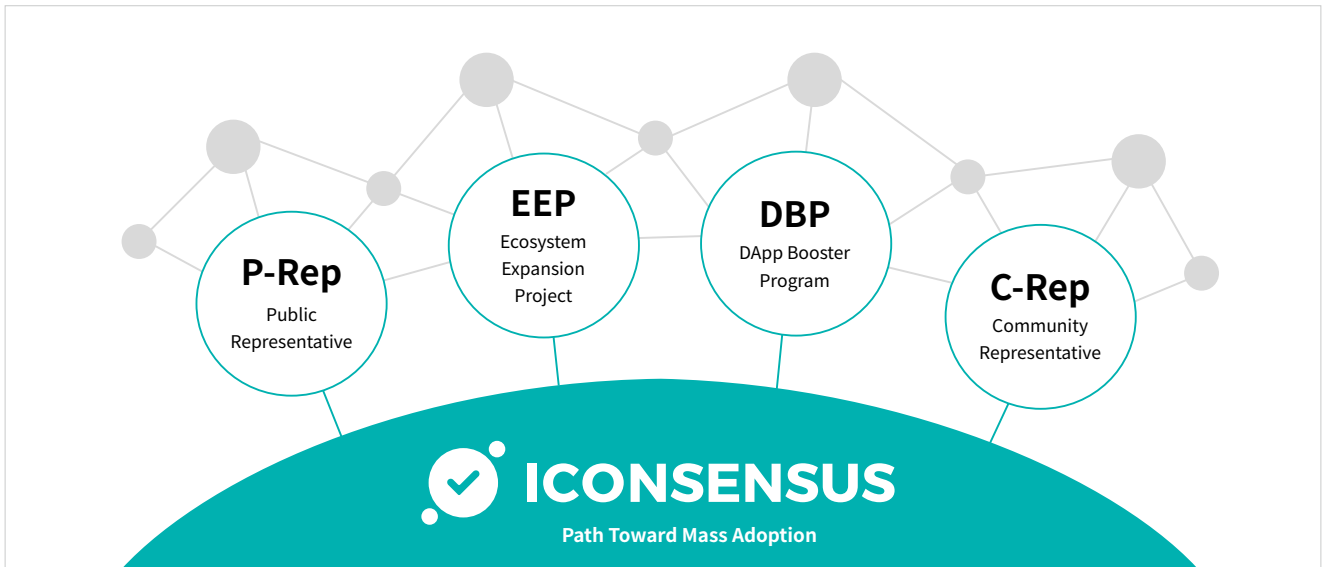 P-Rep
Public
Representative
EEP
Ecosystem
Expansion
Project
DBP
DApp Booster
Program
C-Rep
Community
Representative
ICONSENSUS
Path Toward Mass Adoption